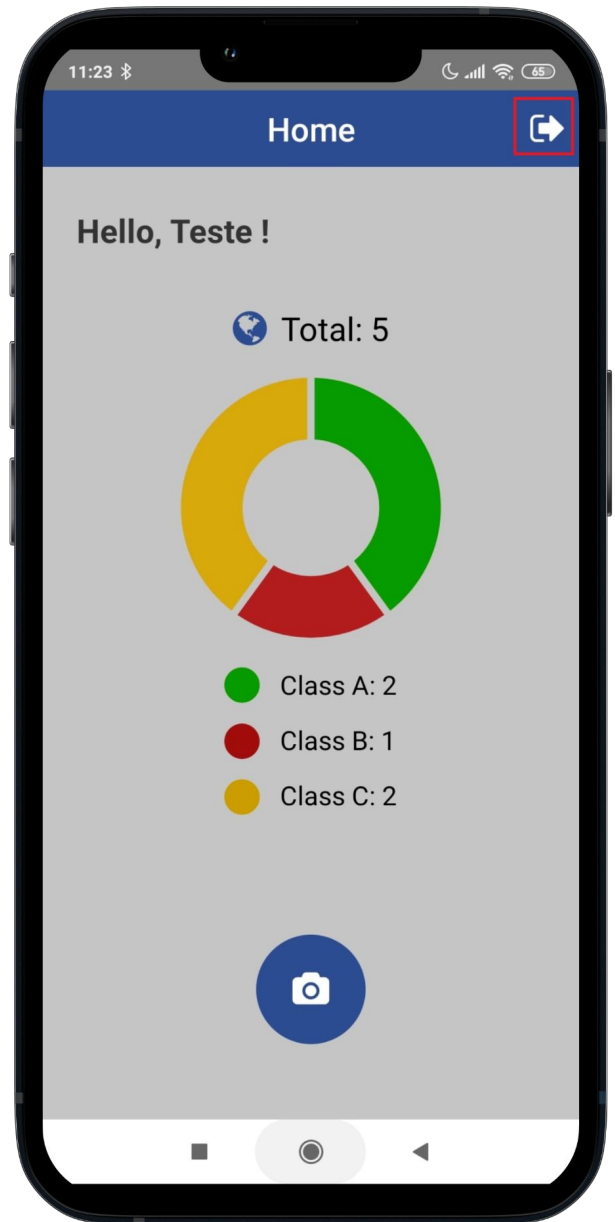 11:23
65
Home
Hello, Teste !
Total: 5
Class A: 2
Class B: 1
Class C: 2